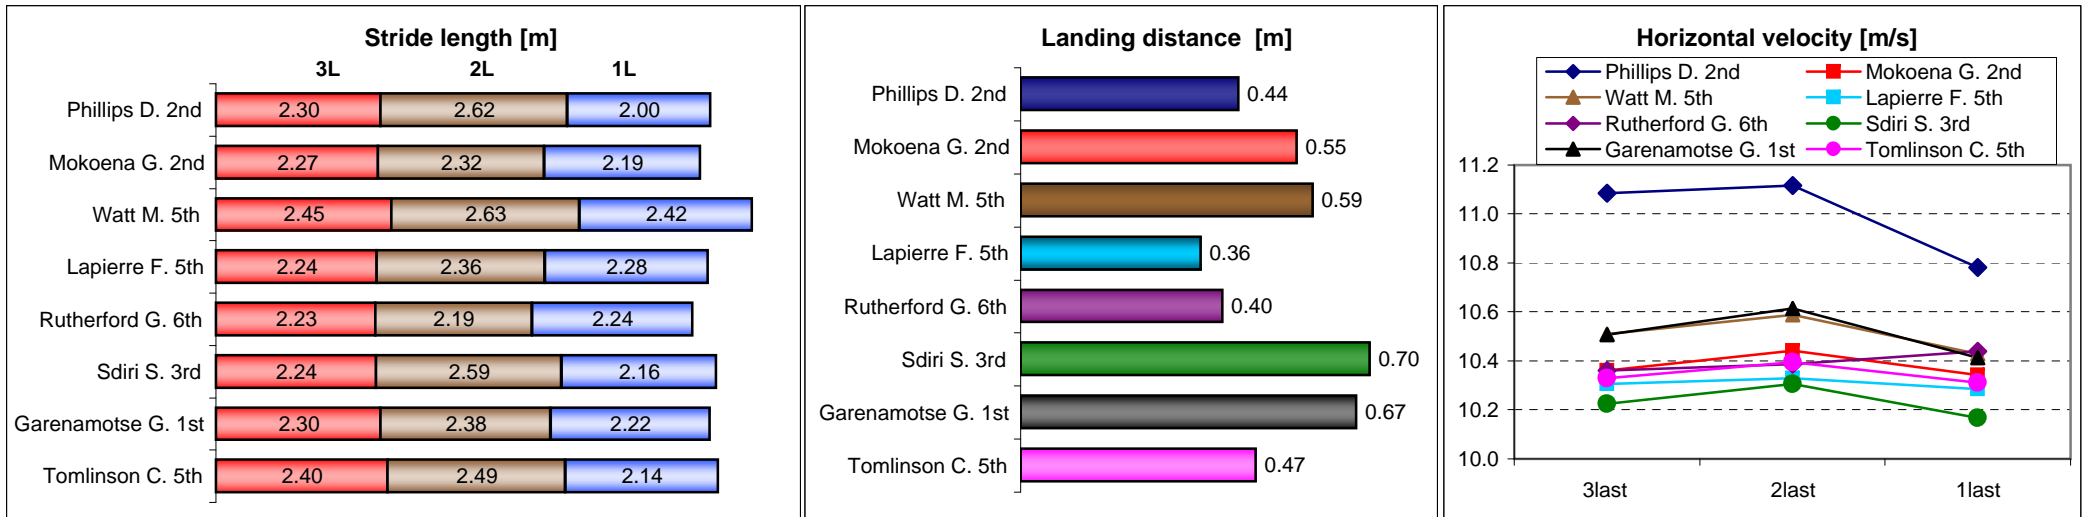 Stride length [m]
3L 2L 1L
Phillips D. 2nd 2.30 2.62 2.00
Mokoena G. 2nd 2.27 2.32 2.19
Watt M. 5th 2.45 2.63 2.42
Lapierre F. 5th 2.24 2.36 2.28
Rutherford G. 6th 2.23 2.19 2.24
Sdiri S. 3rd 2.24 2.59 2.16
Garenamotse G. 1st 2.30 2.38 2.22
Tomlinson C. 5th 2.40 2.49 2.14
Landing distance [m]
Phillips D. 2nd 0.44
Mokoena G. 2nd 0.55
Watt M. 5th 0.59
Lapierre F. 5th 0.36
Rutherford G. 6th 0.40
Sdiri S. 3rd 0.70
Garenamotse G. 1st 0.67
Tomlinson C. 5th 0.47
Horizontal velocity [m/s]
Phillips D. 2nd Mokoena G. 2nd
Watt M. 5th Lapierre F. 5th
Rutherford G. 6th Sdiri S. 3rd
Garenamotse G. 1st Tomlinson C. 5th
11.2
11.0
10.8
10.6
10.4
10.2
10.0
3last 2last 1last